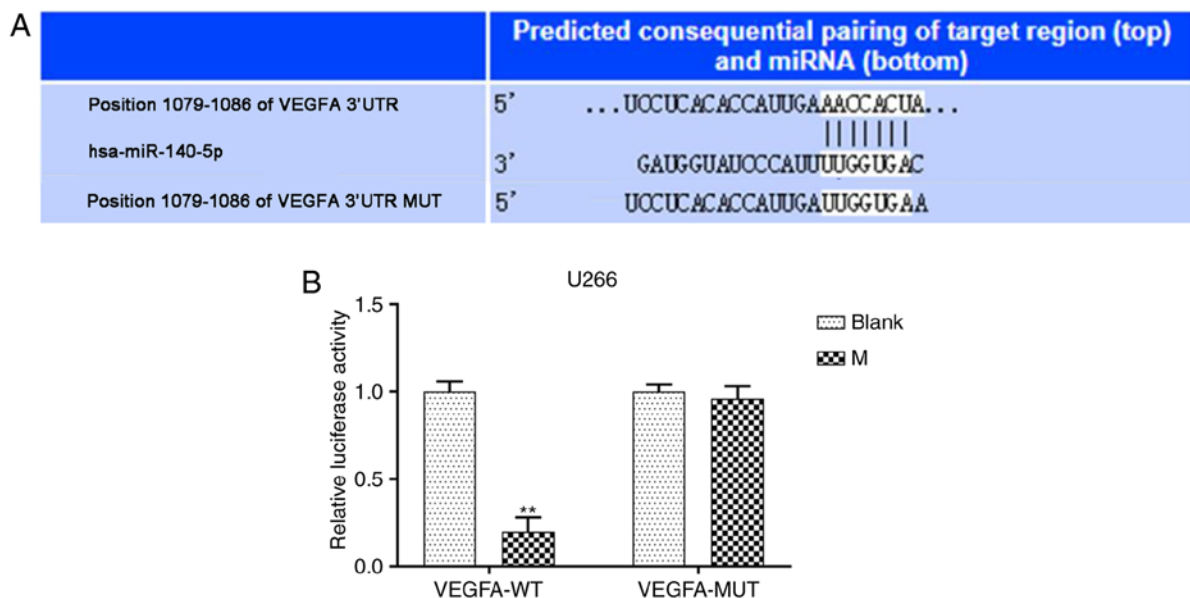 A
Predicted consequential pairing of target region (top)
and miRNA (bottom)
Position 1079-1086 of VEGFA 3'UTR 5' ...UCCUCACACCAUUGAAACCACUA...
hsa-miR-140-5p 3' GAUGGUAUCCCAUUUUGGUGAC
Position 1079-1086 of VEGFA 3'UTR MUT 5' UCCUCACACCAUUGAUUGGUGAA
B
U266
Relative luciferase activity
1.5
1.0
0.5
0.0
**
VEGFA-WT VEGFA-MUT
Blank
M